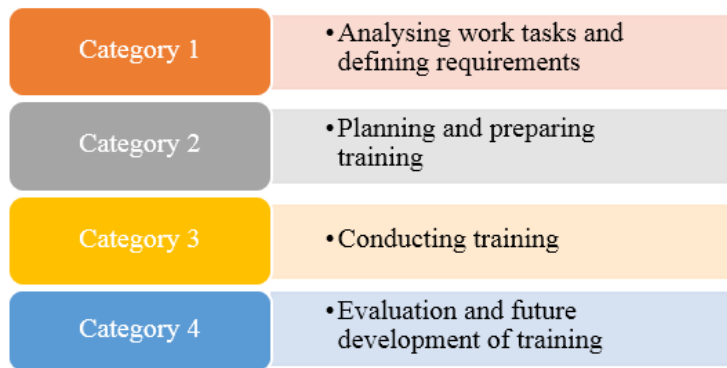 Category 1
•Analysing work tasks and
defining requirements
Category 2
•Planning and preparing
training
Category 3
•Conducting training
Category 4
•Evaluation and future
development of training